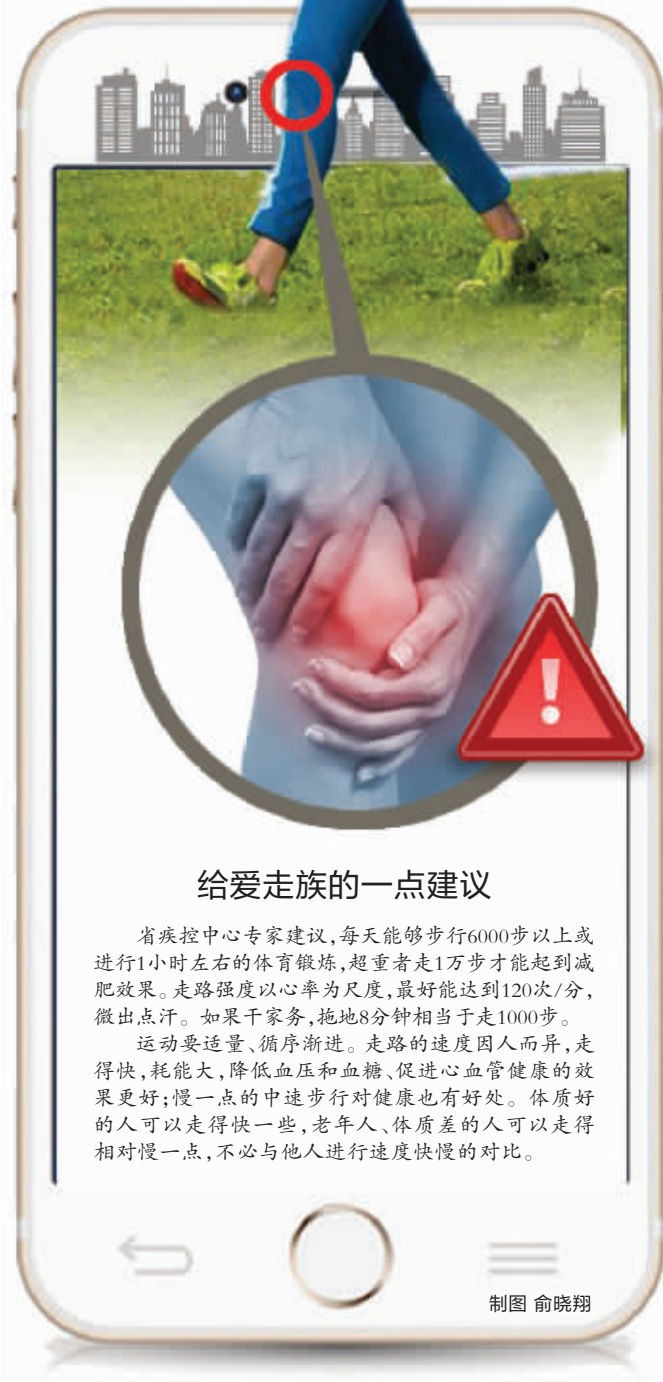 给爱走族的一点建议
省疾控中心专家建议,每天能够步行6000步以上或
进行1小时左右的体育锻炼,超重者走1万步才能起到减
肥效果。走路强度以心率为尺度,最好能达到120次/分,
微出点汗。如果干家务,拖地8分钟相当于走1000步。
运动要适量、循序渐进。走路的速度因人而异,走
得快,耗能大,降低血压和血糖、促进心血管健康的效
果更好;慢一点的中速步行对健康也有好处。体质好
的人可以走得快一些,老年人、体质差的人可以走得
相对慢一点,不必与他人进行速度快慢的对比。
制图 俞晓翔